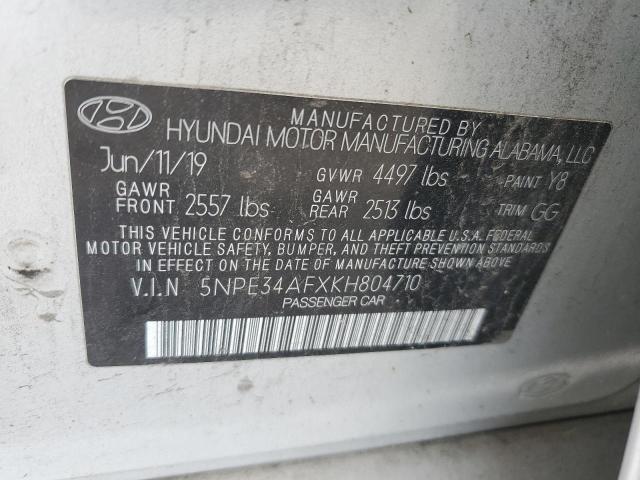 MANUFACTURED BY
HYUNDAI MOTOR MANUFACTURING ALABAMA, LLC
Jun/11/19 GVWR 4497 lbs PAINT Y8
GAWR FRONT 2557 lbs GAWR REAR 2513 lbs TRIM GG
THIS VEHICLE CONFORMS TO ALL APPLICABLE U.S.A. FEDERAL
MOTOR VEHICLE SAFETY, BUMPER, AND THEFT PREVENTION STANDARDS
IN EFFECT ON THE DATE OF MANUFACTURE SHOWN ABOVE.
V.I.N 5NPE34AFXKH804710
PASSENGER CAR